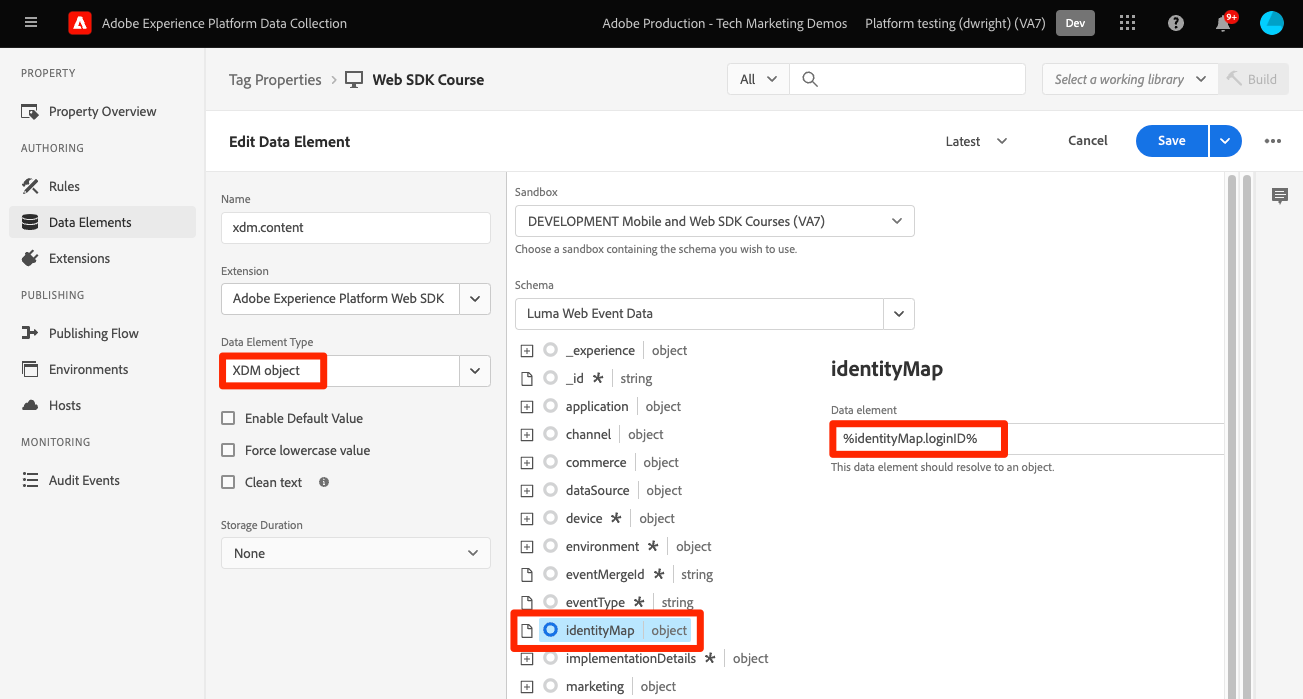 Adobe Experience Platform Data Collection
Adobe Production - Tech Marketing Demos
Platform testing (dwright) (VA7)
Dev
9+
PROPERTY
Property Overview
AUTHORING
Rules
Data Elements
Extensions
PUBLISHING
Publishing Flow
Environments
Hosts
MONITORING
Audit Events
Tag Properties
Web SDK Course
All
Select a working library
Build
Edit Data Element
Latest
Cancel
Save
Name
xdm.content
Extension
Adobe Experience Platform Web SDK
Data Element Type
XDM object
Enable Default Value
Force lowercase value
Clean text
Storage Duration
None
Sandbox
DEVELOPMENT Mobile and Web SDK Courses (VA7)
Choose a sandbox containing the schema you wish to use.
Schema
Luma Web Event Data
_experience object
_id * string
application object
channel object
commerce object
dataSource object
device * object
environment * object
eventMergeId * string
eventType * string
identityMap object
implementationDetails * object
marketing object
identityMap
Data element
%identityMap.loginID%
This data element should resolve to an object.